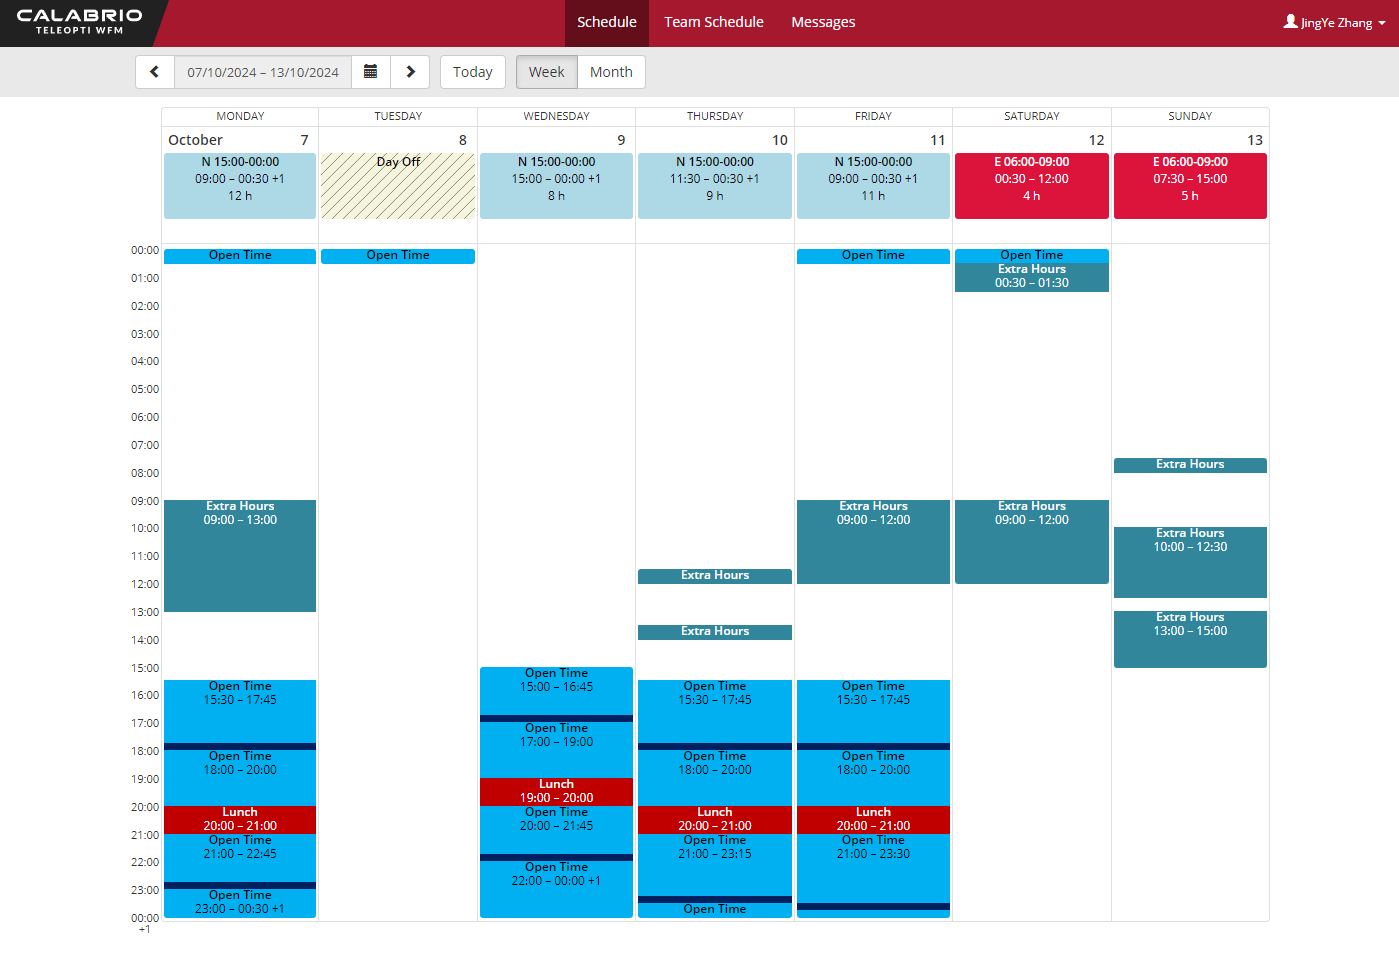 CALABRIO
TELEOPTI WFM
Schedule
Team Schedule
Messages
JingYe Zhang
07/10/2024 – 13/10/2024
Today
Week
Month
MONDAY
TUESDAY
WEDNESDAY
THURSDAY
FRIDAY
SATURDAY
SUNDAY
October 7
8
9
10
11
12
13
N 15:00-00:00
09:00 – 00:30 +1
12 h
Day Off
N 15:00-00:00
15:00 – 00:00 +1
8 h
N 15:00-00:00
11:30 – 00:30 +1
9 h
N 15:00-00:00
09:00 – 00:30 +1
11 h
E 06:00-09:00
00:30 – 12:00
4 h
E 06:00-09:00
07:30 – 15:00
5 h
00:00
01:00
02:00
03:00
04:00
05:00
06:00
07:00
08:00
09:00
10:00
11:00
12:00
13:00
14:00
15:00
16:00
17:00
18:00
19:00
20:00
21:00
22:00
23:00
00:00
+1
Open Time
Extra Hours
09:00 – 13:00
Open Time
15:30 – 17:45
Open Time
18:00 – 20:00
Lunch
20:00 – 21:00
Open Time
21:00 – 22:45
Open Time
23:00 – 00:30 +1
Open Time
Open Time
15:00 – 16:45
Open Time
17:00 – 19:00
Lunch
19:00 – 20:00
Open Time
20:00 – 21:45
Open Time
22:00 – 00:00 +1
Extra Hours
Extra Hours
Open Time
15:30 – 17:45
Open Time
18:00 – 20:00
Lunch
20:00 – 21:00
Open Time
21:00 – 23:15
Open Time
Open Time
Extra Hours
09:00 – 12:00
Open Time
15:30 – 17:45
Open Time
18:00 – 20:00
Lunch
20:00 – 21:00
Open Time
21:00 – 23:30
Open Time
Extra Hours
00:30 – 01:30
Extra Hours
09:00 – 12:00
Extra Hours
Extra Hours
10:00 – 12:30
Extra Hours
13:00 – 15:00